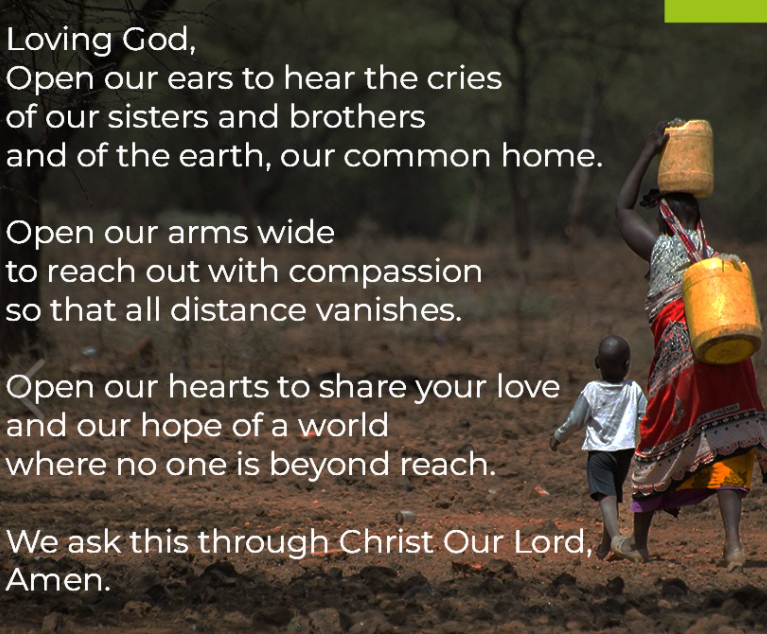 Loving God,
Open our ears to hear the cries
of our sisters and brothers
and of the earth, our common home.
Open our arms wide
to reach out with compassion
so that all distance vanishes.
Open our hearts to share your love
and our hope of a world
where no one is beyond reach.
We ask this through Christ Our Lord,
Amen.